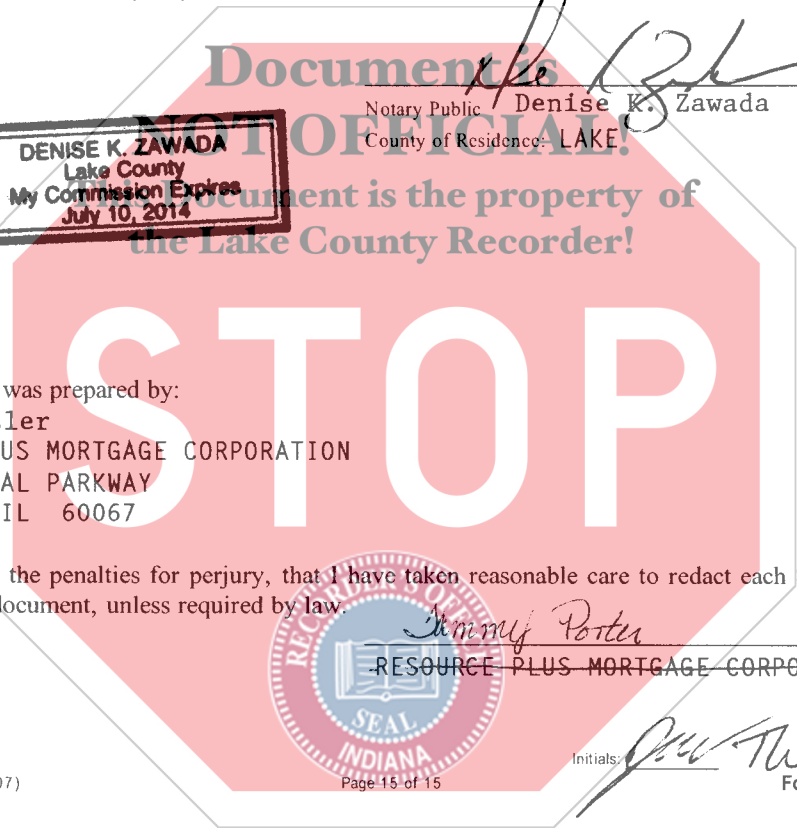 Document is
NOT OFFICIAL!
This Document is the property of
the Lake County Recorder!
STOP
Notary Public Denise K. Zawada
County of Residence: LAKE
DENISE K. ZAWADA
Lake County
My Commission Expires
July 10, 2014
was prepared by:
ler
US MORTGAGE CORPORATION
AL PARKWAY
IL 60067
the penalties for perjury, that I have taken reasonable care to redact each
document, unless required by law.
Tammy Porter
RESOURCE PLUS MORTGAGE CORPO
RECORDER'S OFFICE
SEAL
INDIANA
Initials:
07)
Page 15 of 15
Fo